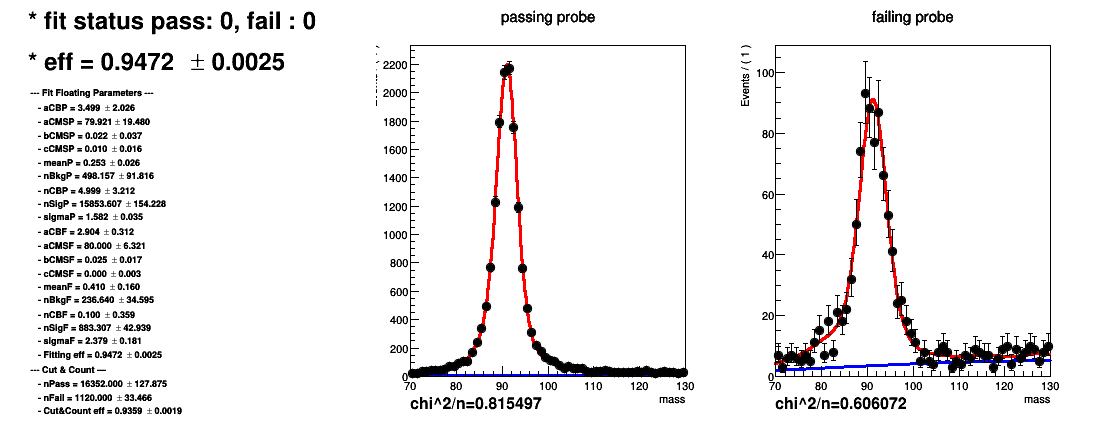 * fit status pass: 0, fail : 0
* eff = 0.9472 ± 0.0025
--- Fit Floating Parameters ---
- aCBP = 3.499 ± 2.026
- aCMSP = 79.921 ± 19.480
- bCMSP = 0.022 ± 0.037
- cCMSP = 0.010 ± 0.016
- meanP = 0.253 ± 0.026
- nBkgP = 498.157 ± 91.816
- nCBP = 4.999 ± 3.212
- nSigP = 15853.607 ± 154.228
- sigmaP = 1.582 ± 0.035
- aCBF = 2.904 ± 0.312
- aCMSF = 80.000 ± 6.321
- bCMSF = 0.025 ± 0.017
- cCMSF = 0.000 ± 0.003
- meanF = 0.410 ± 0.160
- nBkgF = 236.640 ± 34.595
- nCBF = 0.100 ± 0.359
- nSigF = 883.307 ± 42.939
- sigmaF = 2.379 ± 0.181
- Fitting eff = 0.9472 ± 0.0025
--- Cut & Count ---
- nPass = 16352.000 ± 127.875
- nFail = 1120.000 ± 33.466
- Cut&Count eff = 0.9359 ± 0.0019
passing probe
2200
2000
1800
1600
1400
1200
1000
800
600
400
200
0
70 80 90 100 110 120 130
mass
chi^2/n=0.815497
failing probe
Events / ( 1 )
100
80
60
40
20
0
70 80 90 100 110 120 130
mass
chi^2/n=0.606072